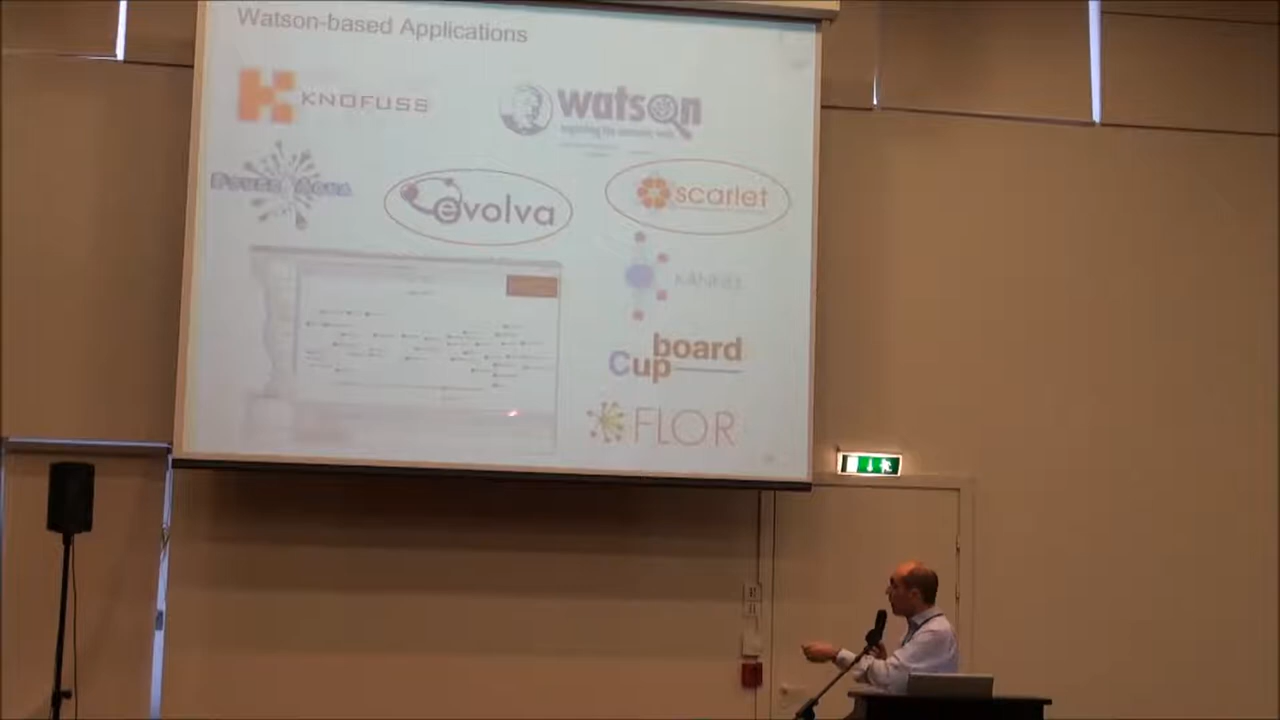 Watson-based Applications
KNOFUSS
watson
exploring the semantic web
evolva
scarlet
Cupboard
FLOR